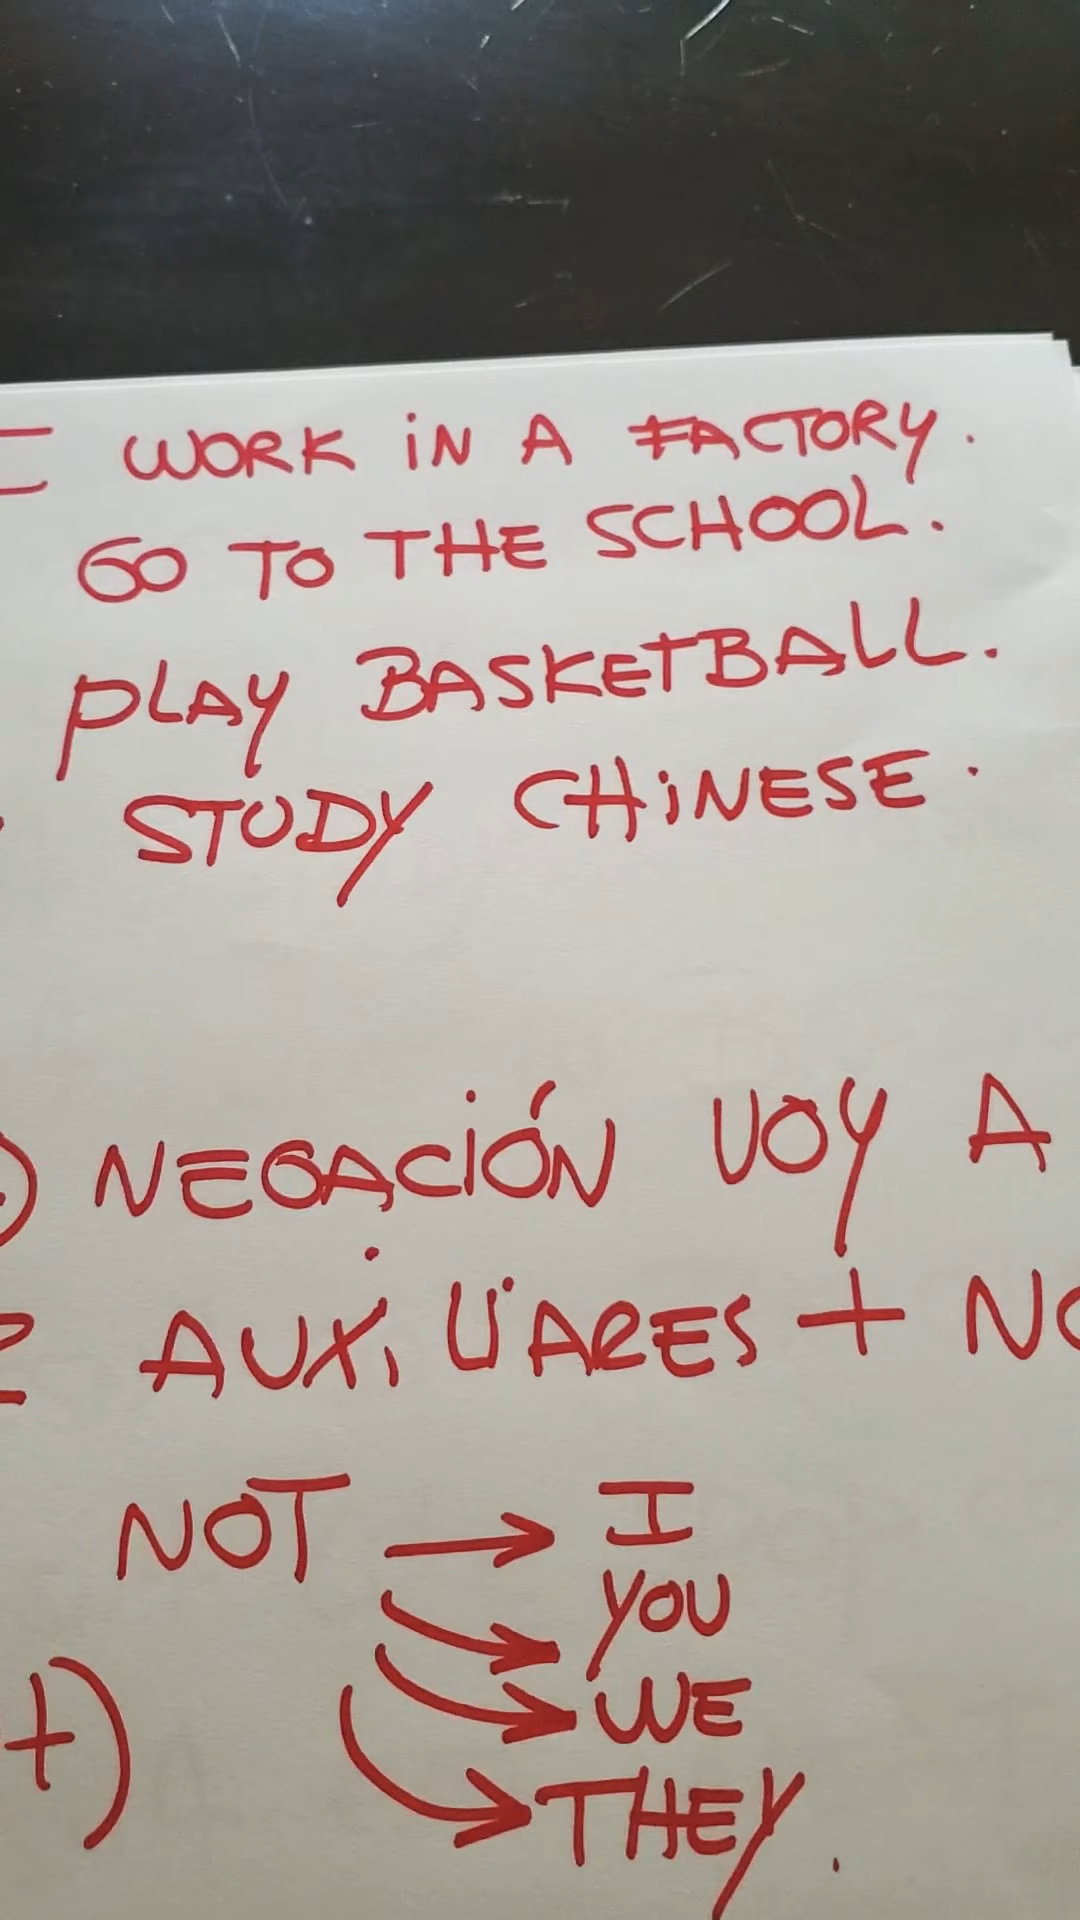 I WORK IN A FACTORY.
GO TO THE SCHOOL.
PLAY BASKETBALL.
STUDY CHINESE.
) NEGACIÓN VOY A
AUXILIARES + NO
NOT → I
YOU
WE
t) THEY.